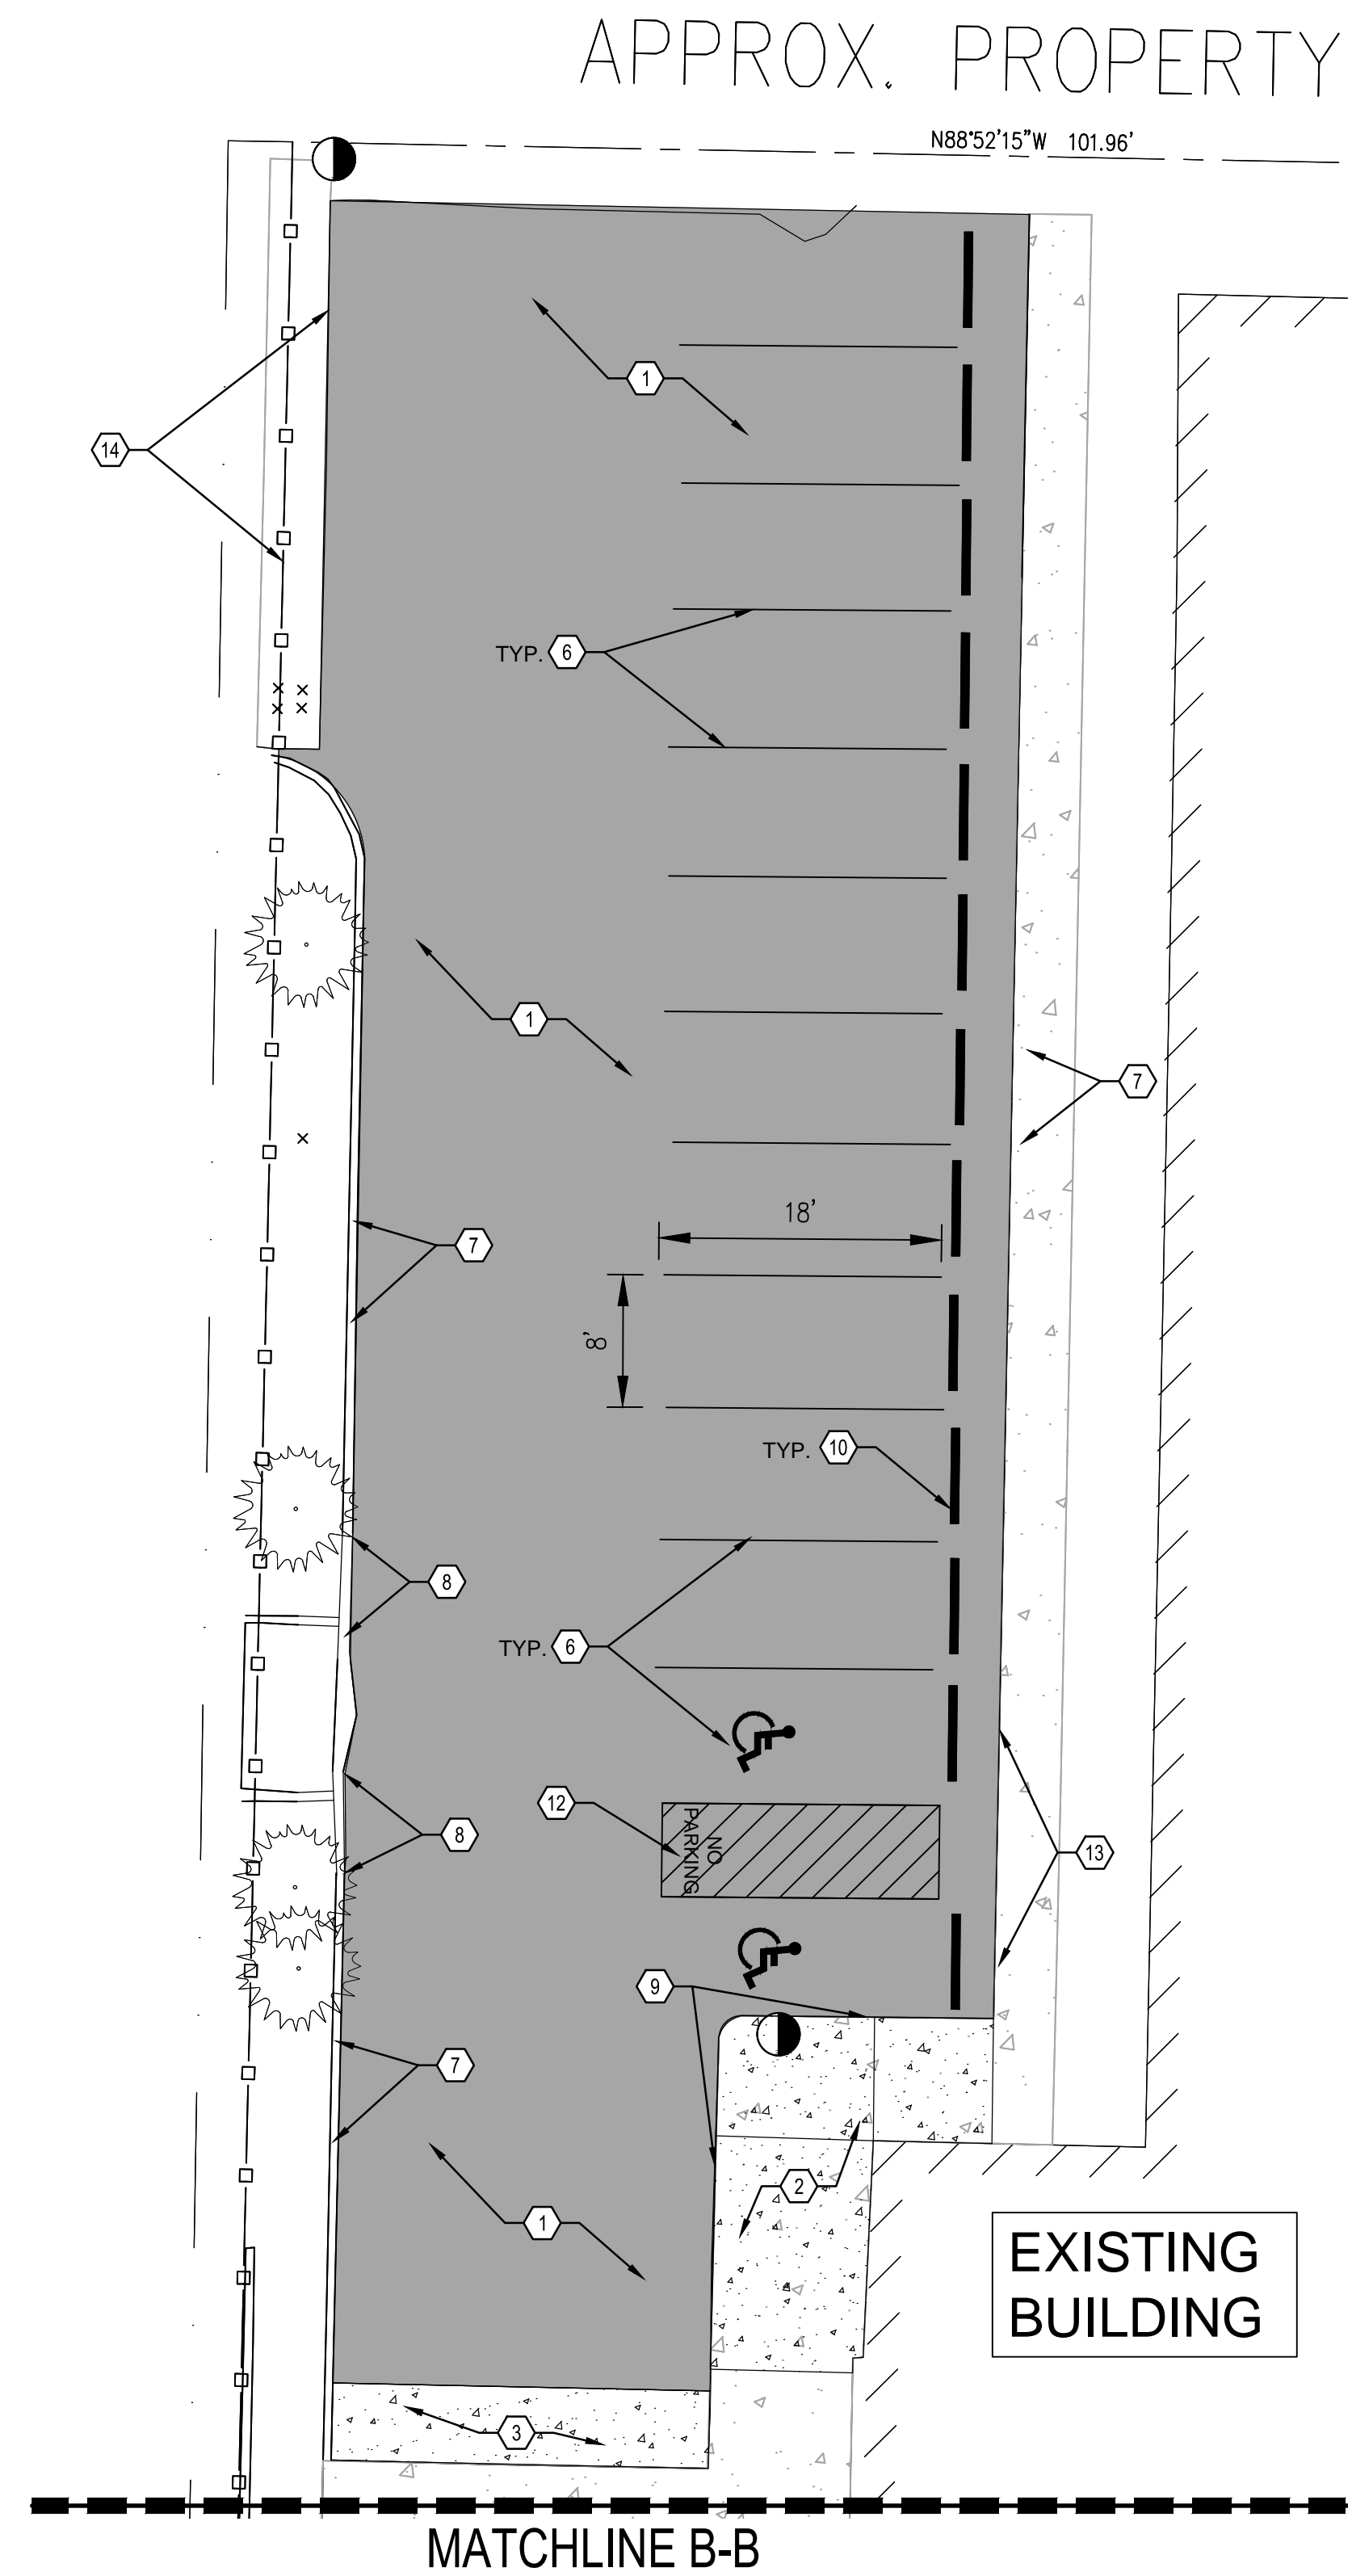 APPROX. PROPERTY
N88°52'15"W 101.96'
1
14
TYP. 6
1
7
18'
7
8'
TYP. 10
8
TYP. 6
12
NO
PARKING
8
13
9
7
2
1
EXISTING
BUILDING
3
MATCHLINE B-B